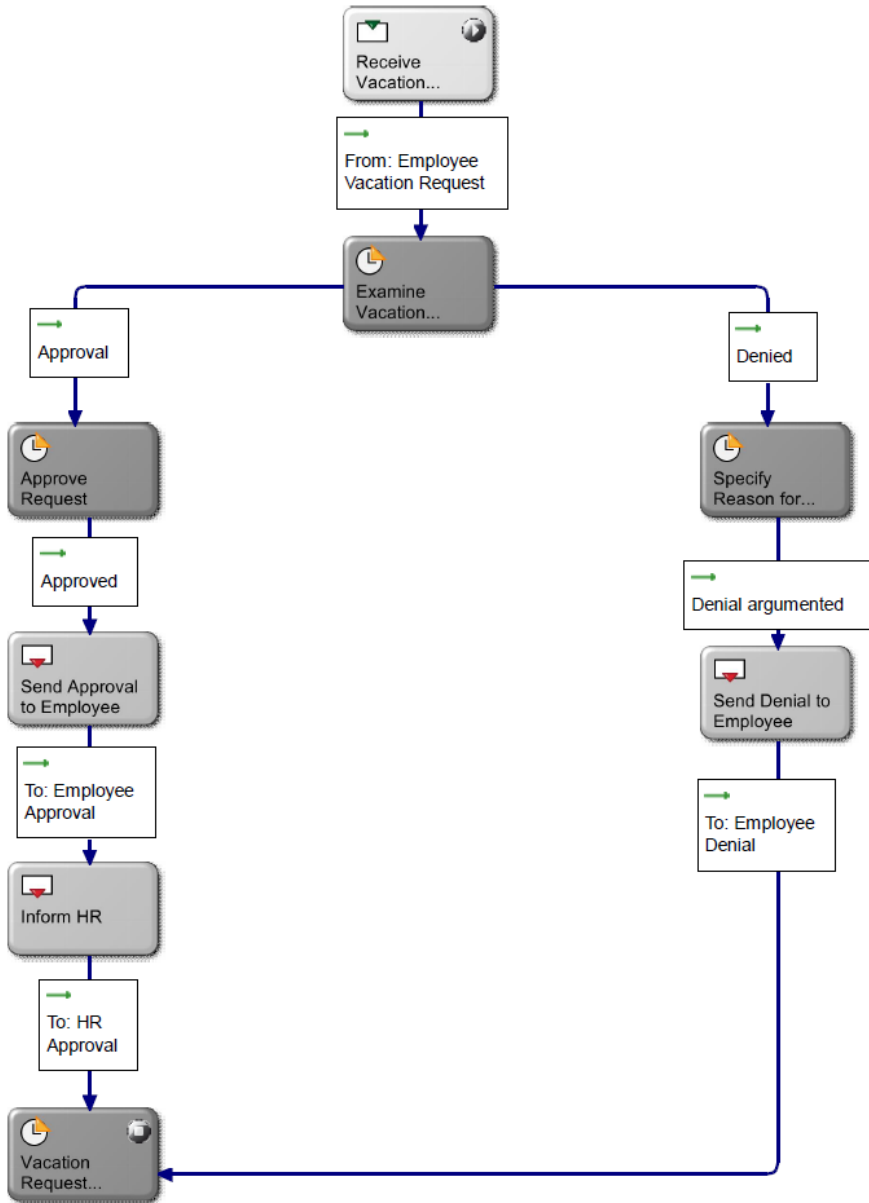 Receive
Vacation...
From: Employee
Vacation Request
Examine
Vacation...
Approval
Denied
Approve
Request
Specify
Reason for...
Approved
Denial argumented
Send Approval
to Employee
Send Denial to
Employee
To: Employee
Approval
To: Employee
Denial
Inform HR
To: HR
Approval
Vacation
Request...